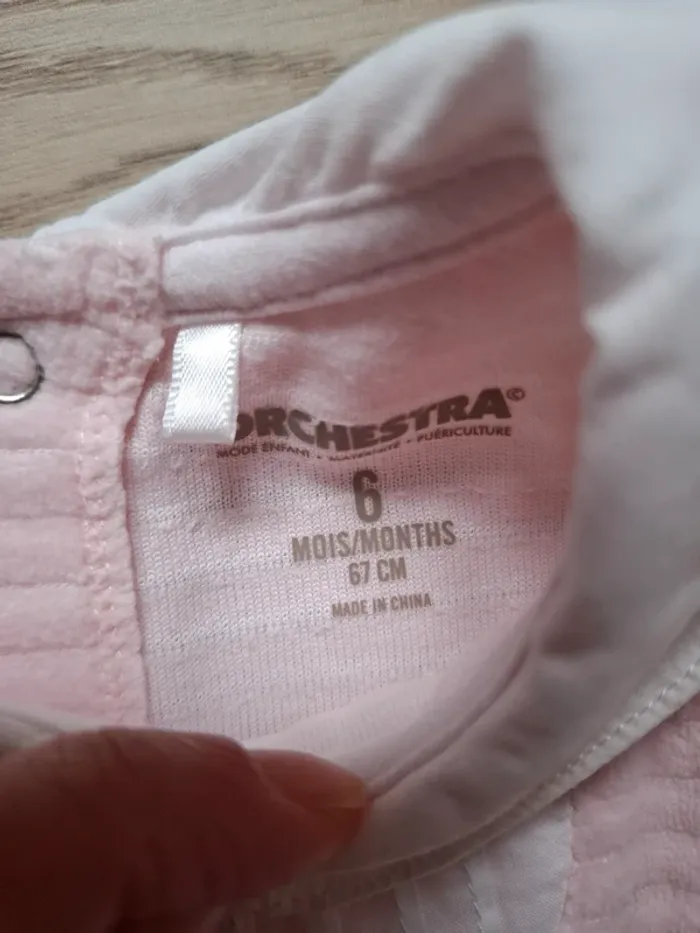 ORCHESTRA©
MODE ENFANT • MATERNITÉ • PUÉRICULTURE
6
MOIS/MONTHS
67 CM
MADE IN CHINA